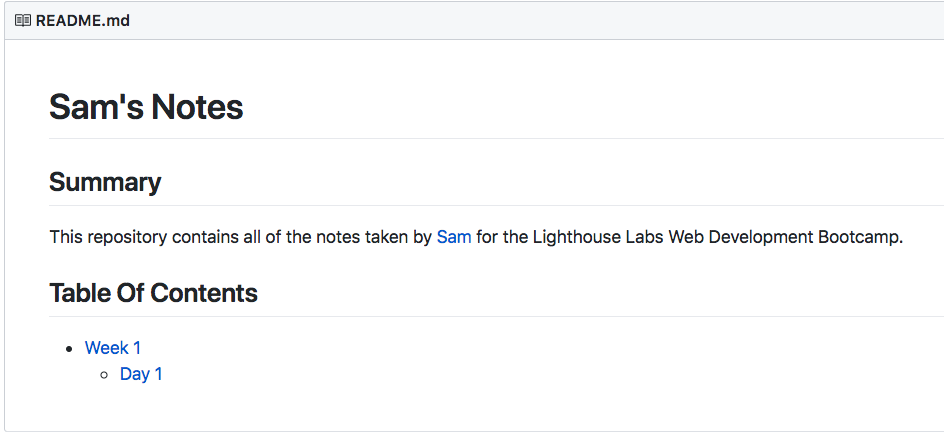 README.md
Sam's Notes
Summary
This repository contains all of the notes taken by Sam for the Lighthouse Labs Web Development Bootcamp.
Table Of Contents
Week 1
Day 1